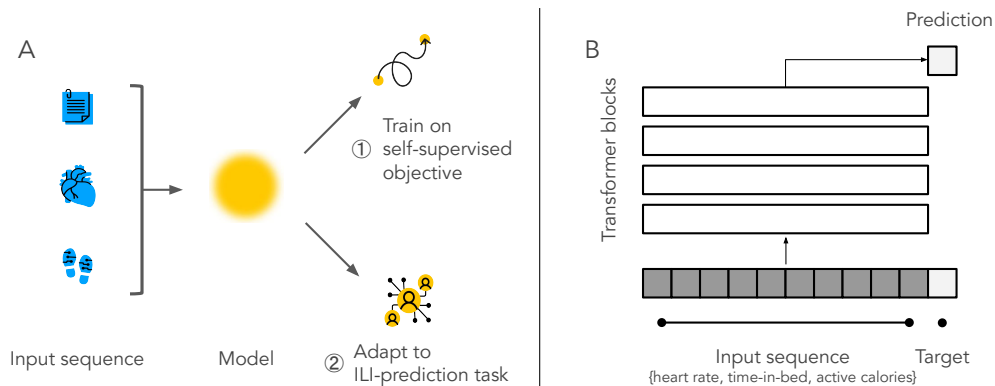 A
①
Train on
self-supervised
objective
②
Adapt to
ILI-prediction task
Input sequence
Model
B
Prediction
Transformer blocks
Input sequence
{heart rate, time-in-bed, active calories}
Target